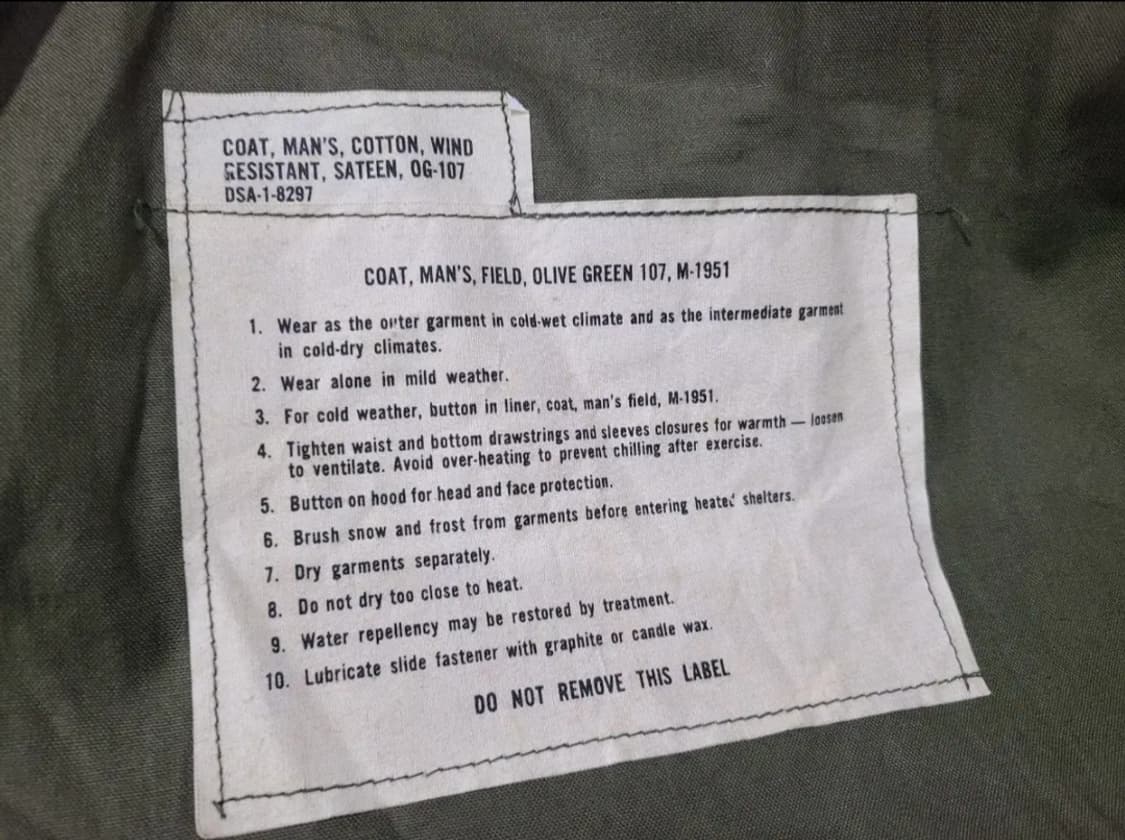 COAT, MAN'S, COTTON, WIND
RESISTANT, SATEEN, OG-107
DSA-1-8297
COAT, MAN'S, FIELD, OLIVE GREEN 107, M-1951
1. Wear as the outer garment in cold-wet climate and as the intermediate garment
in cold-dry climates.
2. Wear alone in mild weather.
3. For cold weather, button in liner, coat, man's field, M-1951.
4. Tighten waist and bottom drawstrings and sleeves closures for warmth — loosen
to ventilate. Avoid over-heating to prevent chilling after exercise.
5. Button on hood for head and face protection.
6. Brush snow and frost from garments before entering heated shelters.
7. Dry garments separately.
8. Do not dry too close to heat.
9. Water repellency may be restored by treatment.
10. Lubricate slide fastener with graphite or candle wax.
DO NOT REMOVE THIS LABEL